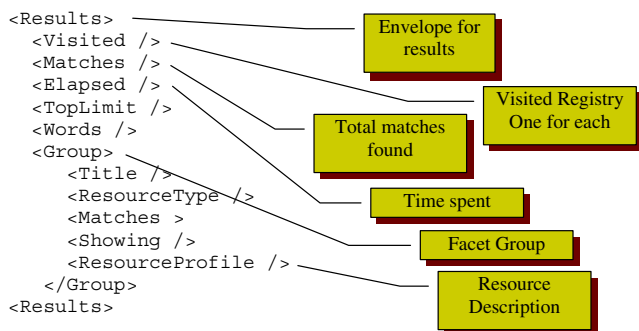 <Results>
<Visited />
<Matches />
<Elapsed />
<TopLimit />
<Words />
<Group>
<Title />
<ResourceType />
<Matches >
<Showing />
<ResourceProfile />
</Group>
<Results>
Envelope for
results
Visited Registry
One for each
Total matches
found
Time spent
Facet Group
Resource
Description